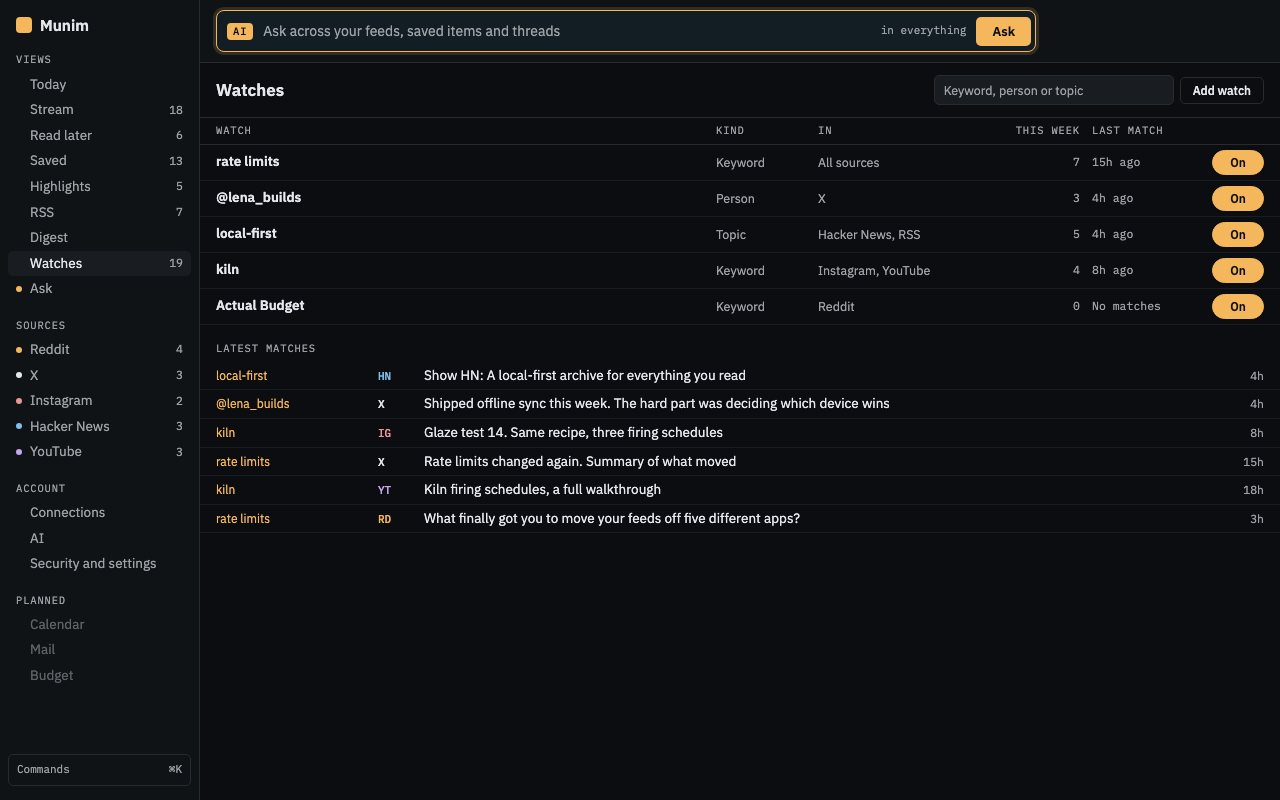 Munim
VIEWS
Today
Stream 18
Read later 6
Saved 13
Highlights 5
RSS 7
Digest
Watches 19
Ask
SOURCES
Reddit 4
X 3
Instagram 2
Hacker News 3
YouTube 3
ACCOUNT
Connections
AI
Security and settings
PLANNED
Calendar
Mail
Budget
Commands ⌘K
AI Ask across your feeds, saved items and threads in everything Ask
Watches Keyword, person or topic Add watch
WATCH KIND IN THIS WEEK LAST MATCH
rate limits Keyword All sources 7 15h ago On
@lena_builds Person X 3 4h ago On
local-first Topic Hacker News, RSS 5 4h ago On
kiln Keyword Instagram, YouTube 4 8h ago On
Actual Budget Keyword Reddit 0 No matches On
LATEST MATCHES
local-first HN Show HN: A local-first archive for everything you read 4h
@lena_builds X Shipped offline sync this week. The hard part was deciding which device wins 4h
kiln IG Glaze test 14. Same recipe, three firing schedules 8h
rate limits X Rate limits changed again. Summary of what moved 15h
kiln YT Kiln firing schedules, a full walkthrough 18h
rate limits RD What finally got you to move your feeds off five different apps? 3h